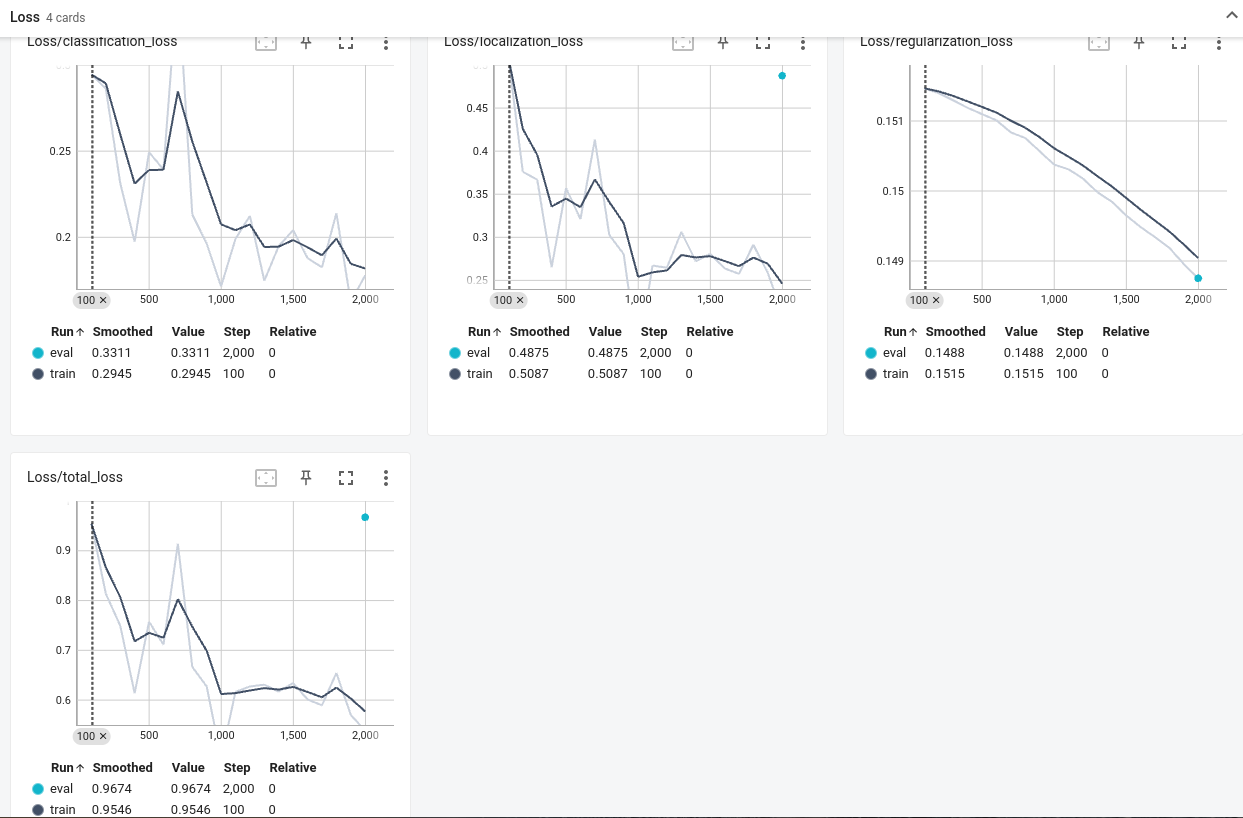 Loss 4 cards
Loss/classification_loss
0.25
0.2
100 × 500 1,000 1,500 2,000
Run↑ Smoothed Value Step Relative
eval 0.3311 0.3311 2,000 0
train 0.2945 0.2945 100 0
Loss/localization_loss
0.5
0.45
0.4
0.35
0.3
0.25
100 × 500 1,000 1,500 2,000
Run↑ Smoothed Value Step Relative
eval 0.4875 0.4875 2,000 0
train 0.5087 0.5087 100 0
Loss/regularization_loss
0.151
0.15
0.149
100 × 500 1,000 1,500 2,000
Run↑ Smoothed Value Step Relative
eval 0.1488 0.1488 2,000 0
train 0.1515 0.1515 100 0
Loss/total_loss
0.9
0.8
0.7
0.6
100 × 500 1,000 1,500 2,000
Run↑ Smoothed Value Step Relative
eval 0.9674 0.9674 2,000 0
train 0.9546 0.9546 100 0